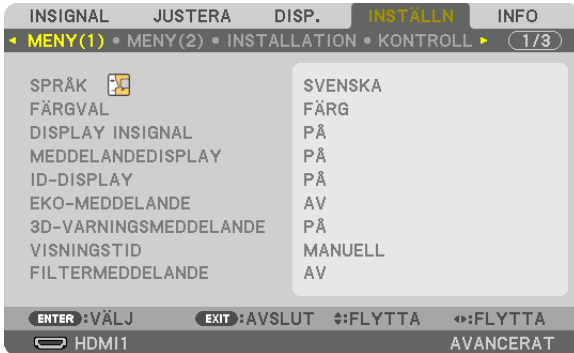 INSIGNAL JUSTERA DISP. INSTÄLLN INFO
MENY(1) • MENY(2) • INSTALLATION • KONTROLL 1/3
SPRÅK SVENSKA
FÄRGVAL FÄRG
DISPLAY INSIGNAL PÅ
MEDDELANDEDISPLAY PÅ
ID-DISPLAY PÅ
EKO-MEDDELANDE AV
3D-VARNINGSMEDDELANDE PÅ
VISNINGSTID MANUELL
FILTERMEDDELANDE AV
ENTER :VÄLJ EXIT :AVSLUT :FLYTTA :FLYTTA
HDMI1 AVANCERAT